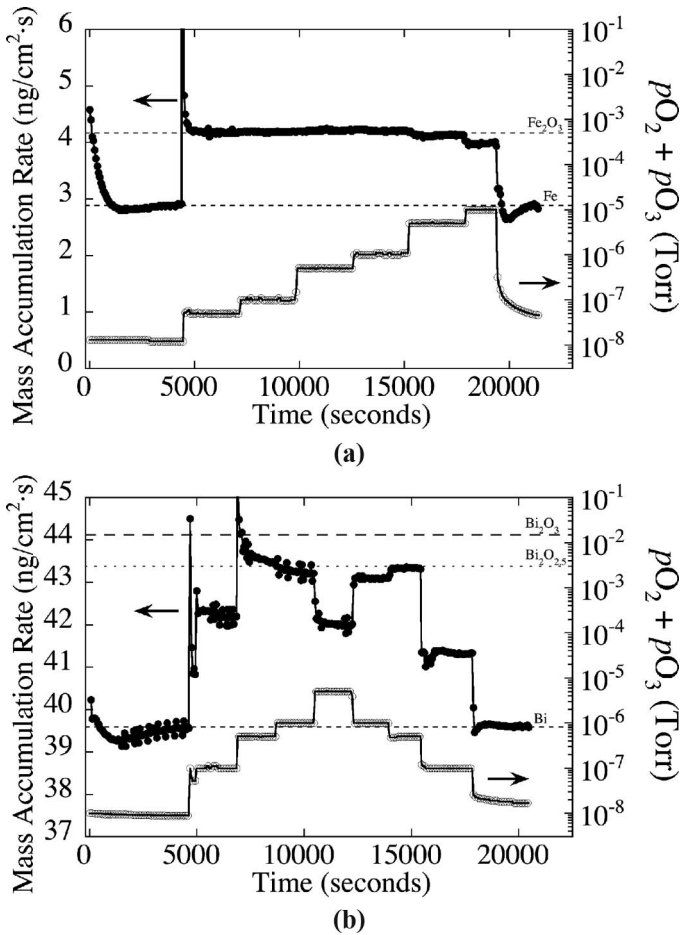 6
5
4
3
2
1
0
Mass Accumulation Rate (ng/cm²·s)
10⁻¹
10⁻²
10⁻³
10⁻⁴
10⁻⁵
10⁻⁶
10⁻⁷
10⁻⁸
pO₂ + pO₃ (Torr)
Fe₂O₃
Fe
0 5000 10000 15000 20000
Time (seconds)
(a)
45
44
43
42
41
40
39
38
37
Mass Accumulation Rate (ng/cm²·s)
10⁻¹
10⁻²
10⁻³
10⁻⁴
10⁻⁵
10⁻⁶
10⁻⁷
10⁻⁸
pO₂ + pO₃ (Torr)
Bi₂O₃
Bi₂O₂.₅
Bi
0 5000 10000 15000 20000
Time (seconds)
(b)